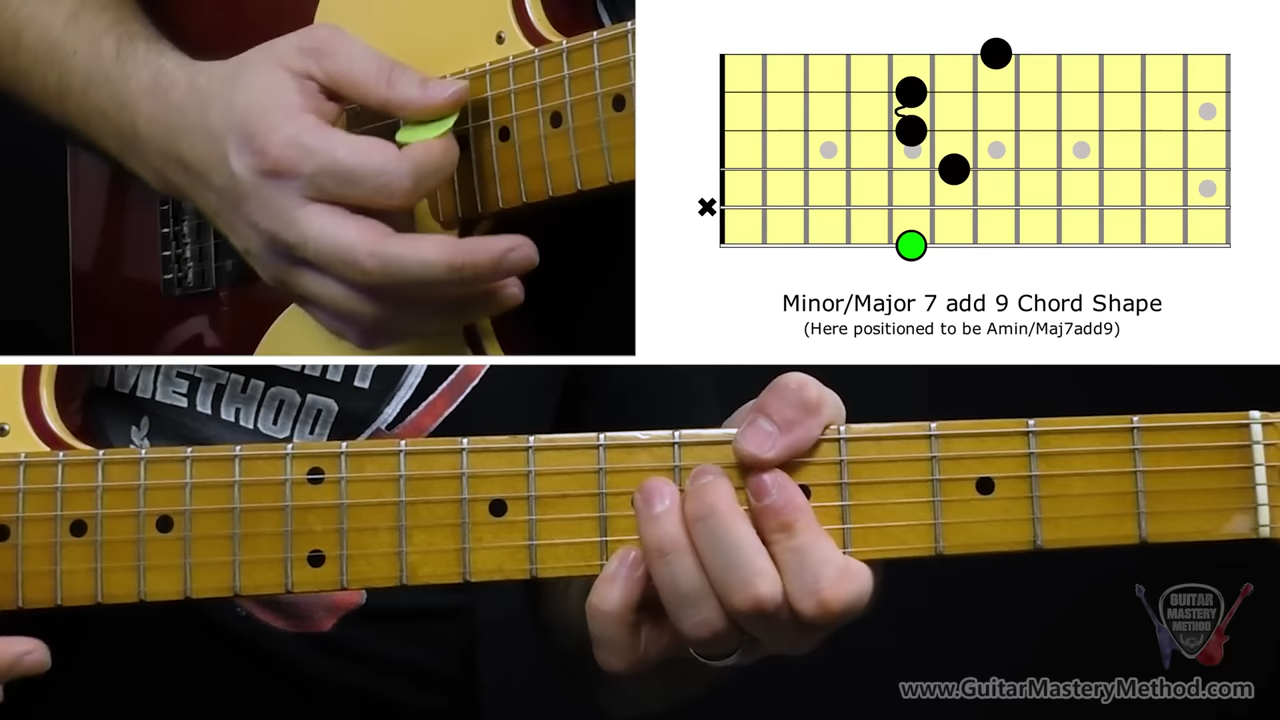 Minor/Major 7 add 9 Chord Shape
(Here positioned to be Amin/Maj7add9)
METHOD
GUITAR
MASTERY
METHOD
www.GuitarMasteryMethod.com